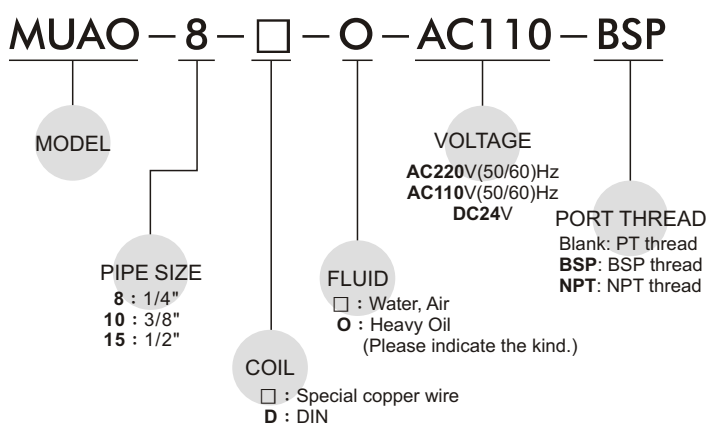 MUAO – 8 – □ – O – AC110 – BSP
MODEL
PIPE SIZE
8 : 1/4"
10 : 3/8"
15 : 1/2"
COIL
□ : Special copper wire
D : DIN
FLUID
□ : Water, Air
O : Heavy Oil
(Please indicate the kind.)
VOLTAGE
AC220V(50/60)Hz
AC110V(50/60)Hz
DC24V
PORT THREAD
Blank: PT thread
BSP: BSP thread
NPT: NPT thread